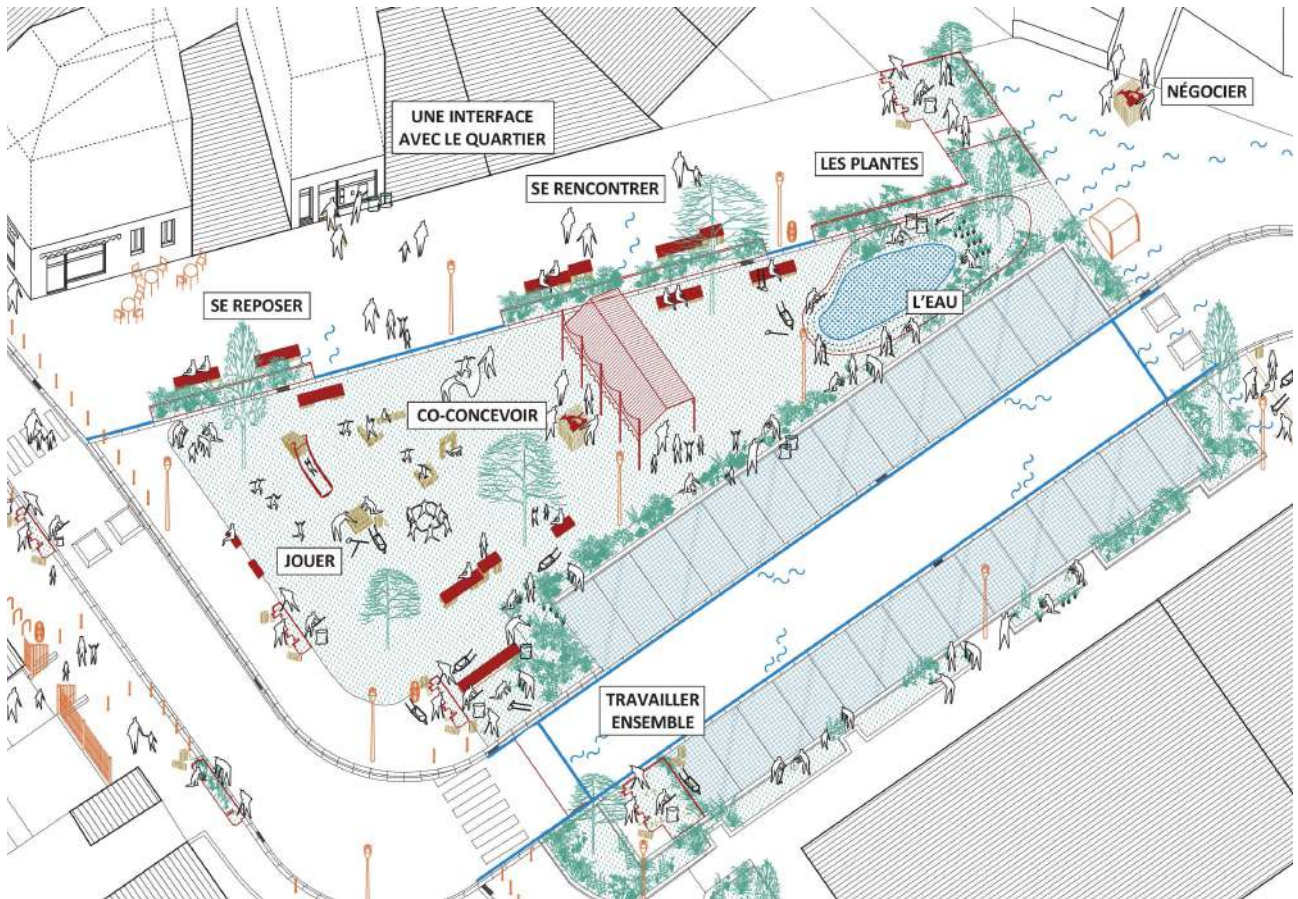 NÉGOCIER
UNE INTERFACE
AVEC LE QUARTIER
LES PLANTES
SE RENCONTRER
SE REPOSER
L'EAU
CO-CONCEVOIR
JOUER
TRAVAILLER
ENSEMBLE